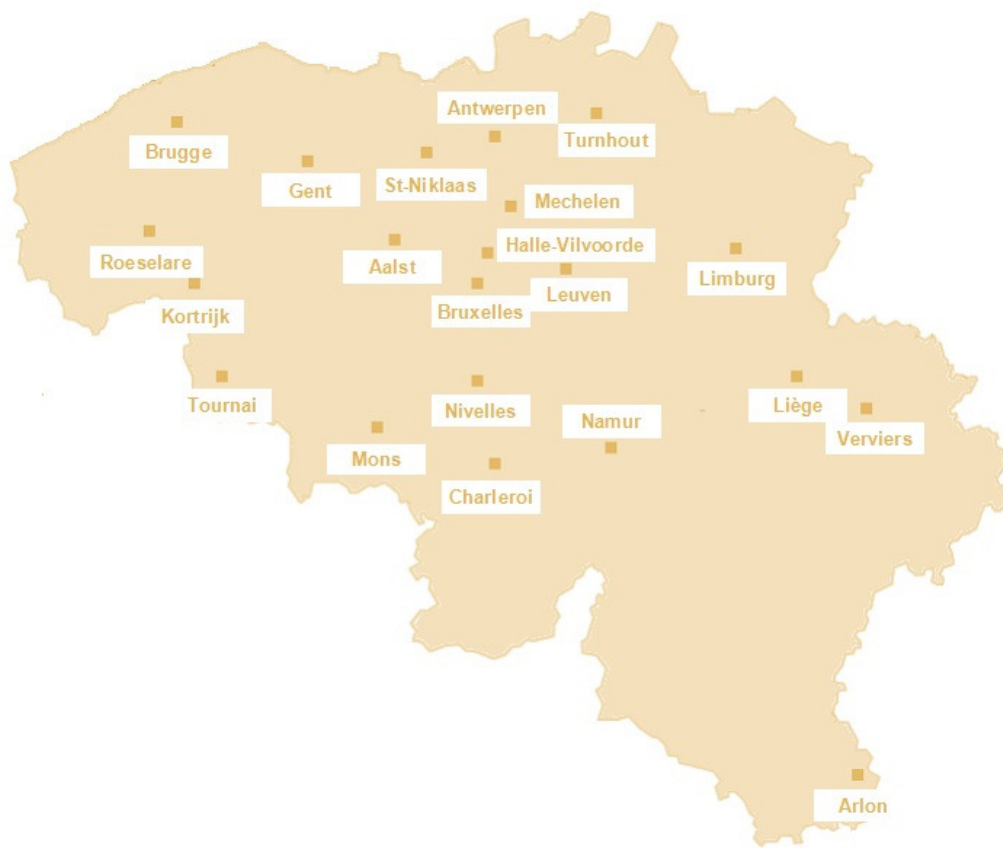 Antwerpen
Turnhout
Brugge
Gent
St-Niklaas
Mechelen
Roeselare
Aalst
Halle-Vilvoorde
Limburg
Leuven
Kortrijk
Bruxelles
Tournai
Nivelles
Liège
Namur
Verviers
Mons
Charleroi
Arlon